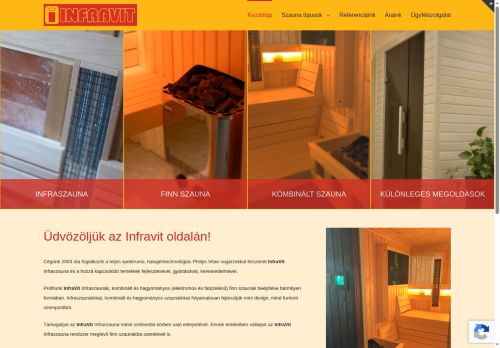 INFRAVIT
Kezdőlap
Szauna típusok
Referenciáink
Áraink
Ügyfélszolgálat
INFRASZAUNA
FINN SZAUNA
KOMBINÁLT SZAUNA
KÜLÖNLEGES MEGOLDÁSOK
Üdvözöljük az Infravit oldalán!
Cégünk 2003 óta foglalkozik a teljes spektrumú, halogéntechnológiás Philips Vitae sugárzókkal felszerelt InfraVit
infraszauna és a hozzá kapcsolódó termékek fejlesztésével, gyártásával, kereskedelmével.
Profilunk InfraVit infraszaunák, kombinált és hagyományos (elektromos és fatüzelésű) finn szaunák beépítése bármilyen
formában. Infraszaunáinkat, kombinált és hagyományos szaunáinkat folyamatosan fejlesztjük mint design, mind funkció
szempontból.
Támogatjuk az InfraVit infraszauna minél szélesebb körben való elterjedését. Ennek érdekében vállaljuk az InfraVit
infraszauna rendszer meglévő finn szaunákba szerelését is.